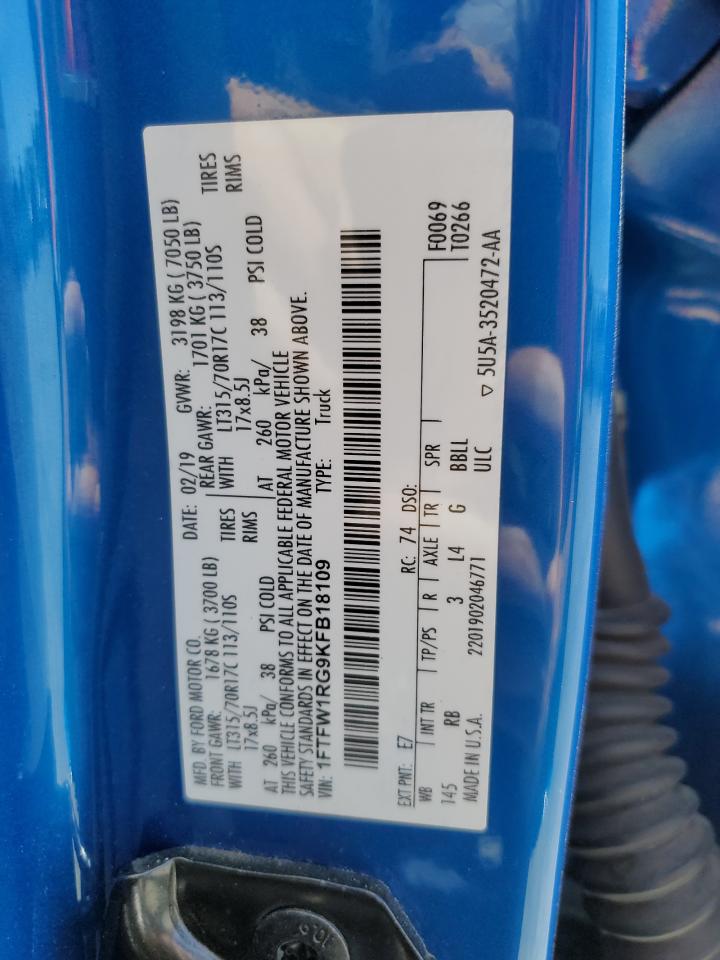 MFD. BY FORD MOTOR CO.
DATE: 02/19 GVWR: 3198 KG ( 7050 LB)
FRONT GAWR: 1678 KG ( 3700 LB) REAR GAWR: 1701 KG ( 3750 LB)
WITH LT315/70R17C 113/110S TIRES WITH LT315/70R17C 113/110S TIRES
17x8.5J RIMS 17x8.5J RIMS
AT 260 kPa/ 38 PSI COLD AT 260 kPa/ 38 PSI COLD
THIS VEHICLE CONFORMS TO ALL APPLICABLE FEDERAL MOTOR VEHICLE
SAFETY STANDARDS IN EFFECT ON THE DATE OF MANUFACTURE SHOWN ABOVE.
VIN: 1FTFW1RG9KFB18109 TYPE: Truck
EXT PNT: E7 RC: 74 DSO: F0069
WB INT TR TP/PS R AXLE TR SPR T0266
145 RB 3 L4 G BBLL
MADE IN U.S.A. 2201902046771 ULC ▽ 5U5A-3520472-AA
10.9